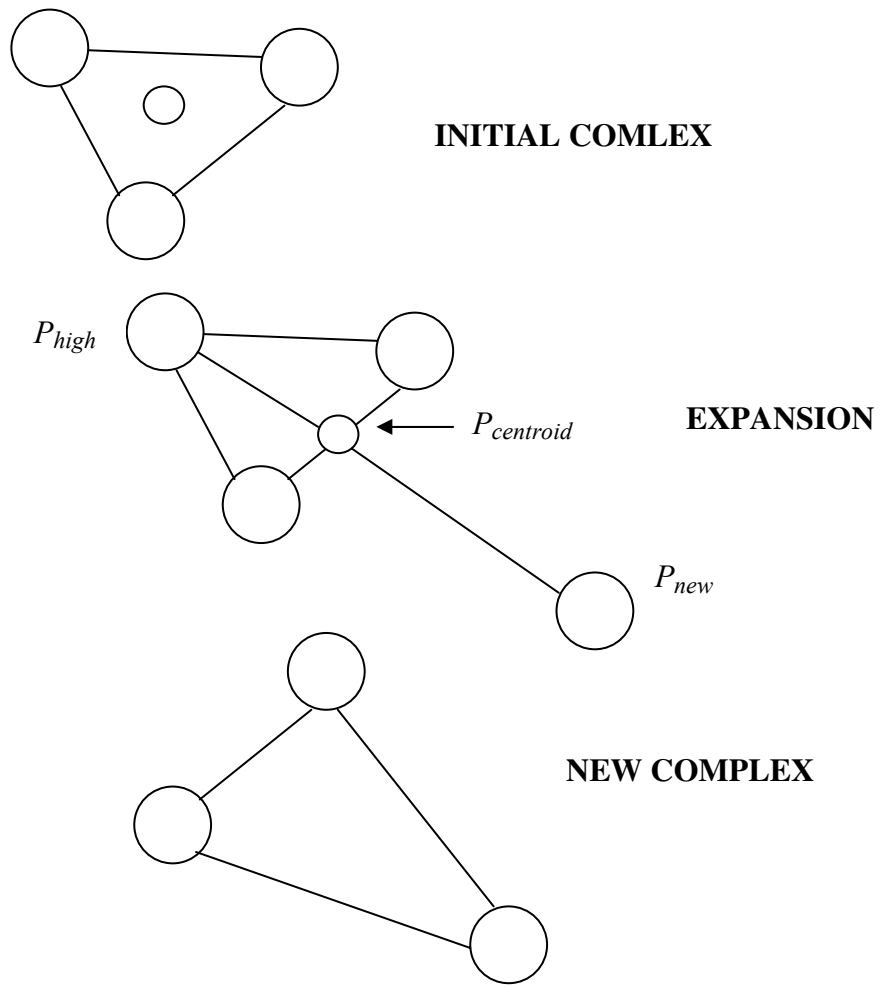 INITIAL COMLEX
P_high
P_centroid
EXPANSION
P_new
NEW COMPLEX